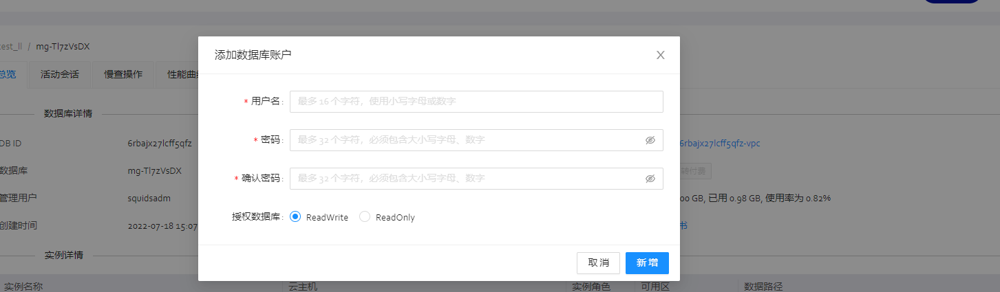 test_ll / mg-Tl7zVsDX
添加数据库账户
总览 活动会话 慢查操作 性能曲
* 用户名: 最多 16 个字符，使用小写字母或数字
数据库详情
* 密码: 最多 32 个字符，必须包含大小写字母、数字
DB ID 6rbajx27lcff5qfz 6rbajx27lcff5qfz-vpc
数据库 mg-Tl7zVsDX 转付费
* 确认密码: 最多 32 个字符，必须包含大小写字母、数字
管理用户 squidsadm 00 GB, 已用 0.98 GB, 使用率为 0.82%
授权数据库: ReadWrite ReadOnly
创建时间 2022-07-18 15:07 书
实例详情
取 消 新 增
实例名称 云主机 实例角色 可用区 数据路径